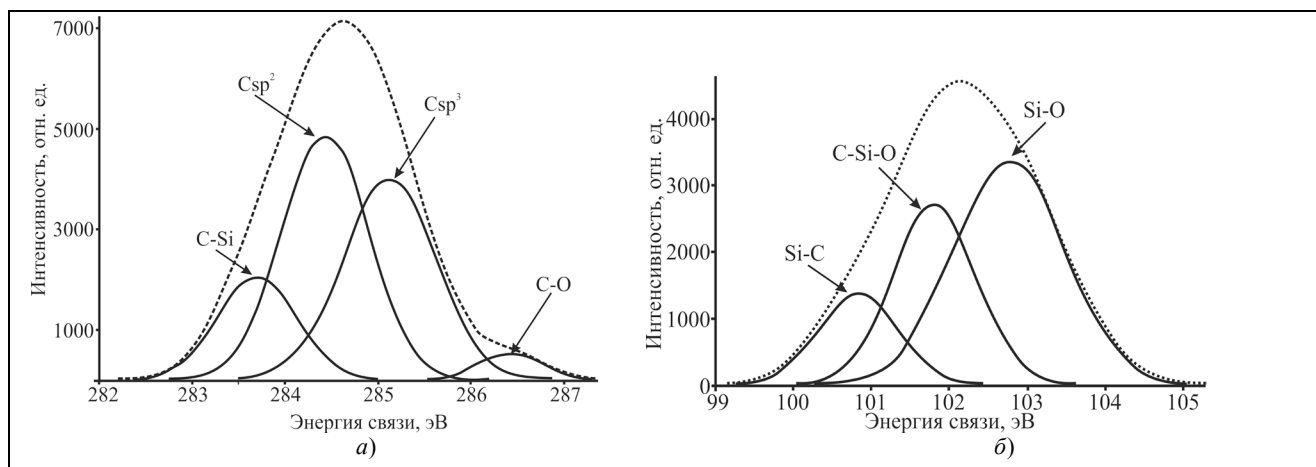 7000
5000
3000
1000
Интенсивность, отн. ед.
Csp²
Csp³
C-Si
C-O
282 283 284 285 286 287
Энергия связи, эВ
а)
4000
3000
2000
1000
0
Интенсивность, отн. ед.
Si-O
C-Si-O
Si-C
99 100 101 102 103 104 105
Энергия связи, эВ
б)